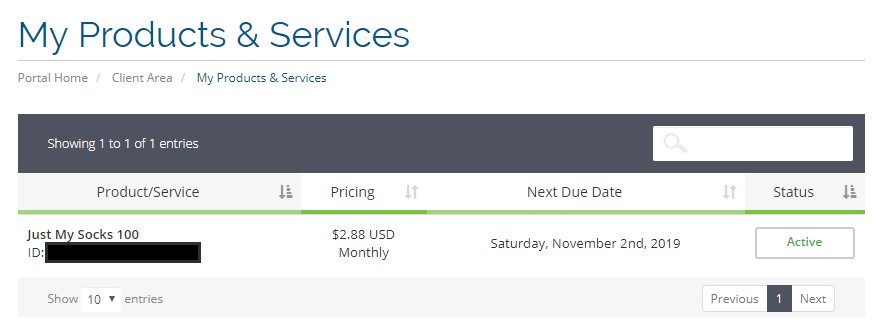 My Products & Services
Portal Home / Client Area / My Products & Services
Showing 1 to 1 of 1 entries
Product/Service Pricing Next Due Date Status
Just My Socks 100
ID:
$2.88 USD
Monthly
Saturday, November 2nd, 2019
Active
Show 10 entries
Previous 1 Next